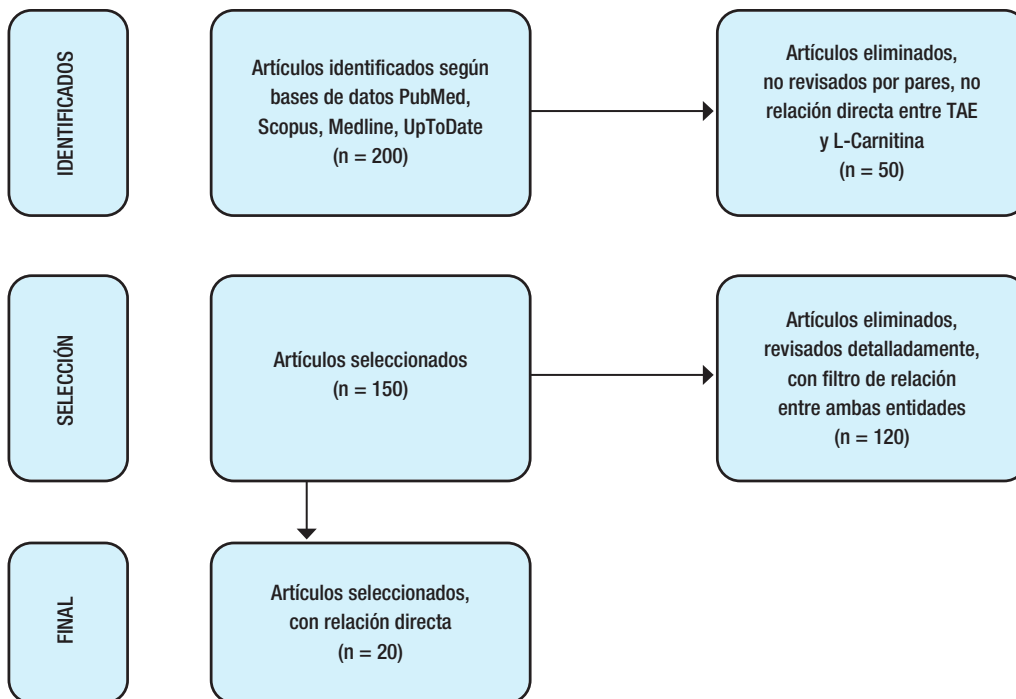 IDENTIFICADOS
Artículos identificados según
bases de datos PubMed,
Scopus, Medline, UpToDate
(n = 200)
Artículos eliminados,
no revisados por pares, no
relación directa entre TAE
y L-Carnitina
(n = 50)
SELECCIÓN
Artículos seleccionados
(n = 150)
Artículos eliminados,
revisados detalladamente,
con filtro de relación
entre ambas entidades
(n = 120)
FINAL
Artículos seleccionados,
con relación directa
(n = 20)